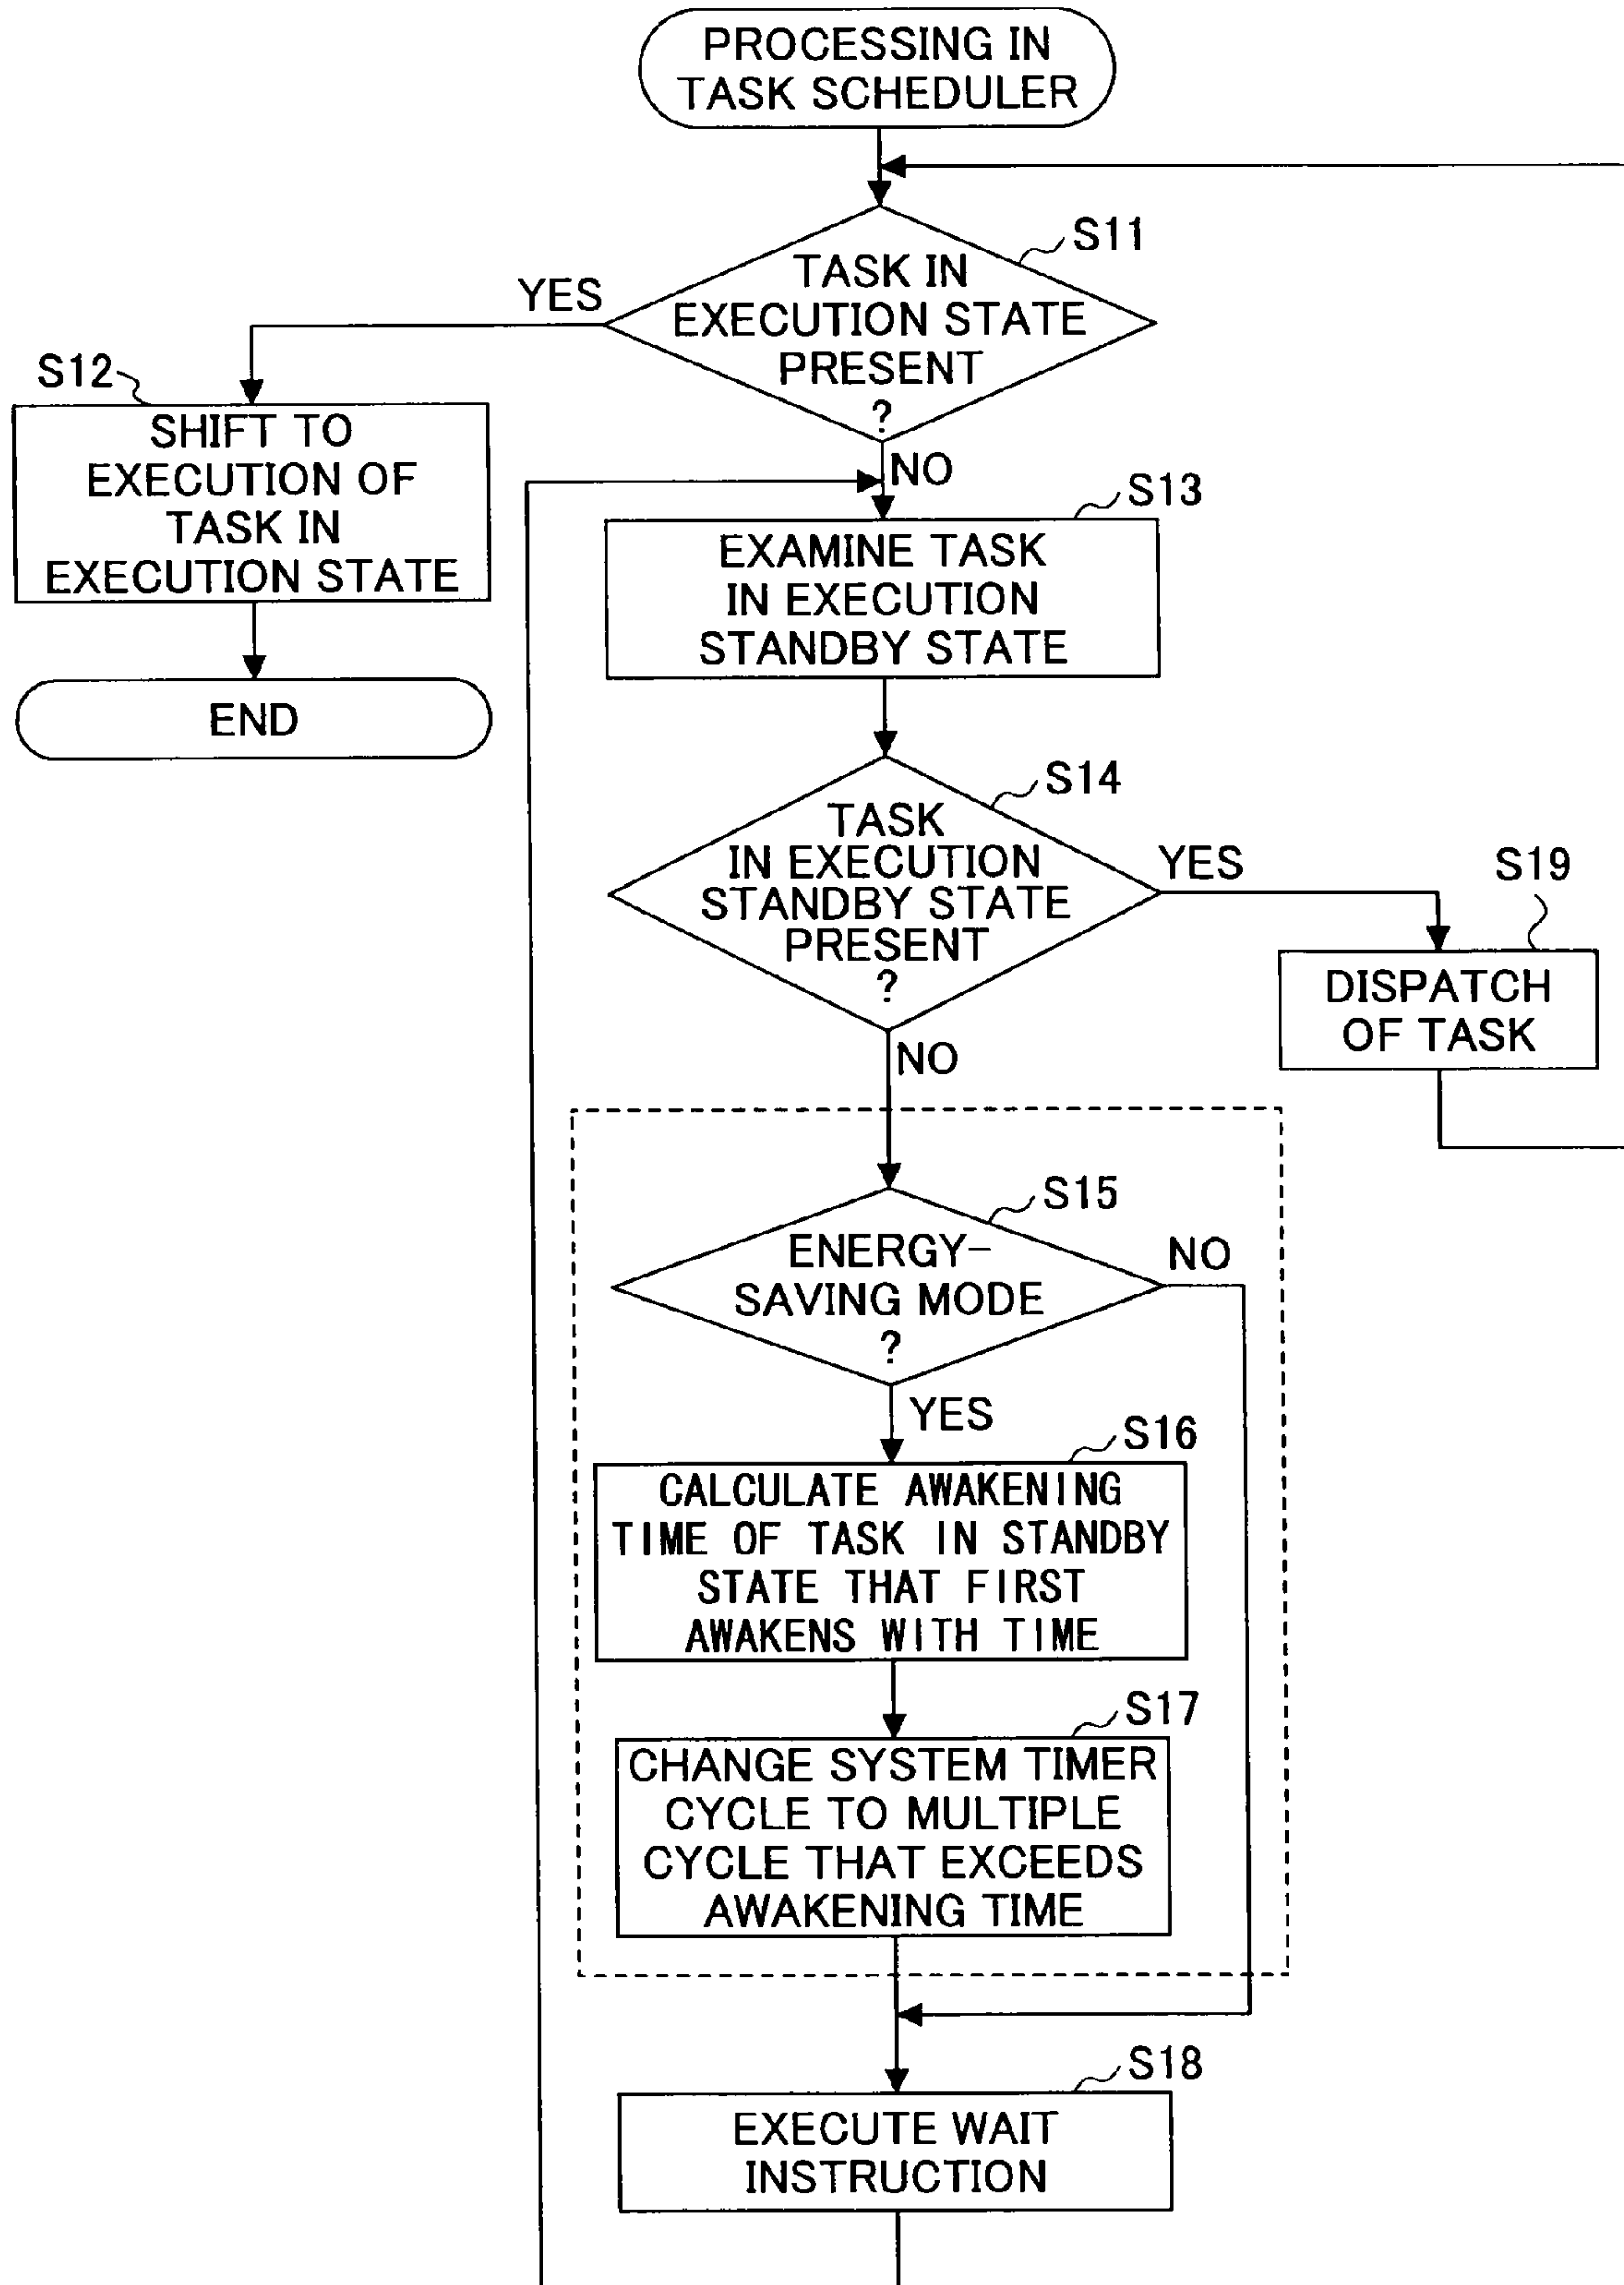 PROCESSING IN
TASK SCHEDULER
S11
TASK IN
EXECUTION STATE
PRESENT
?
YES
NO
S12
SHIFT TO
EXECUTION OF
TASK IN
EXECUTION STATE
END
S13
EXAMINE TASK
IN EXECUTION
STANDBY STATE
S14
TASK
IN EXECUTION
STANDBY STATE
PRESENT
?
YES
NO
S19
DISPATCH
OF TASK
S15
ENERGY-
SAVING MODE
?
NO
YES
S16
CALCULATE AWAKENING
TIME OF TASK IN STANDBY
STATE THAT FIRST
AWAKENS WITH TIME
S17
CHANGE SYSTEM TIMER
CYCLE TO MULTIPLE
CYCLE THAT EXCEEDS
AWAKENING TIME
S18
EXECUTE WAIT
INSTRUCTION